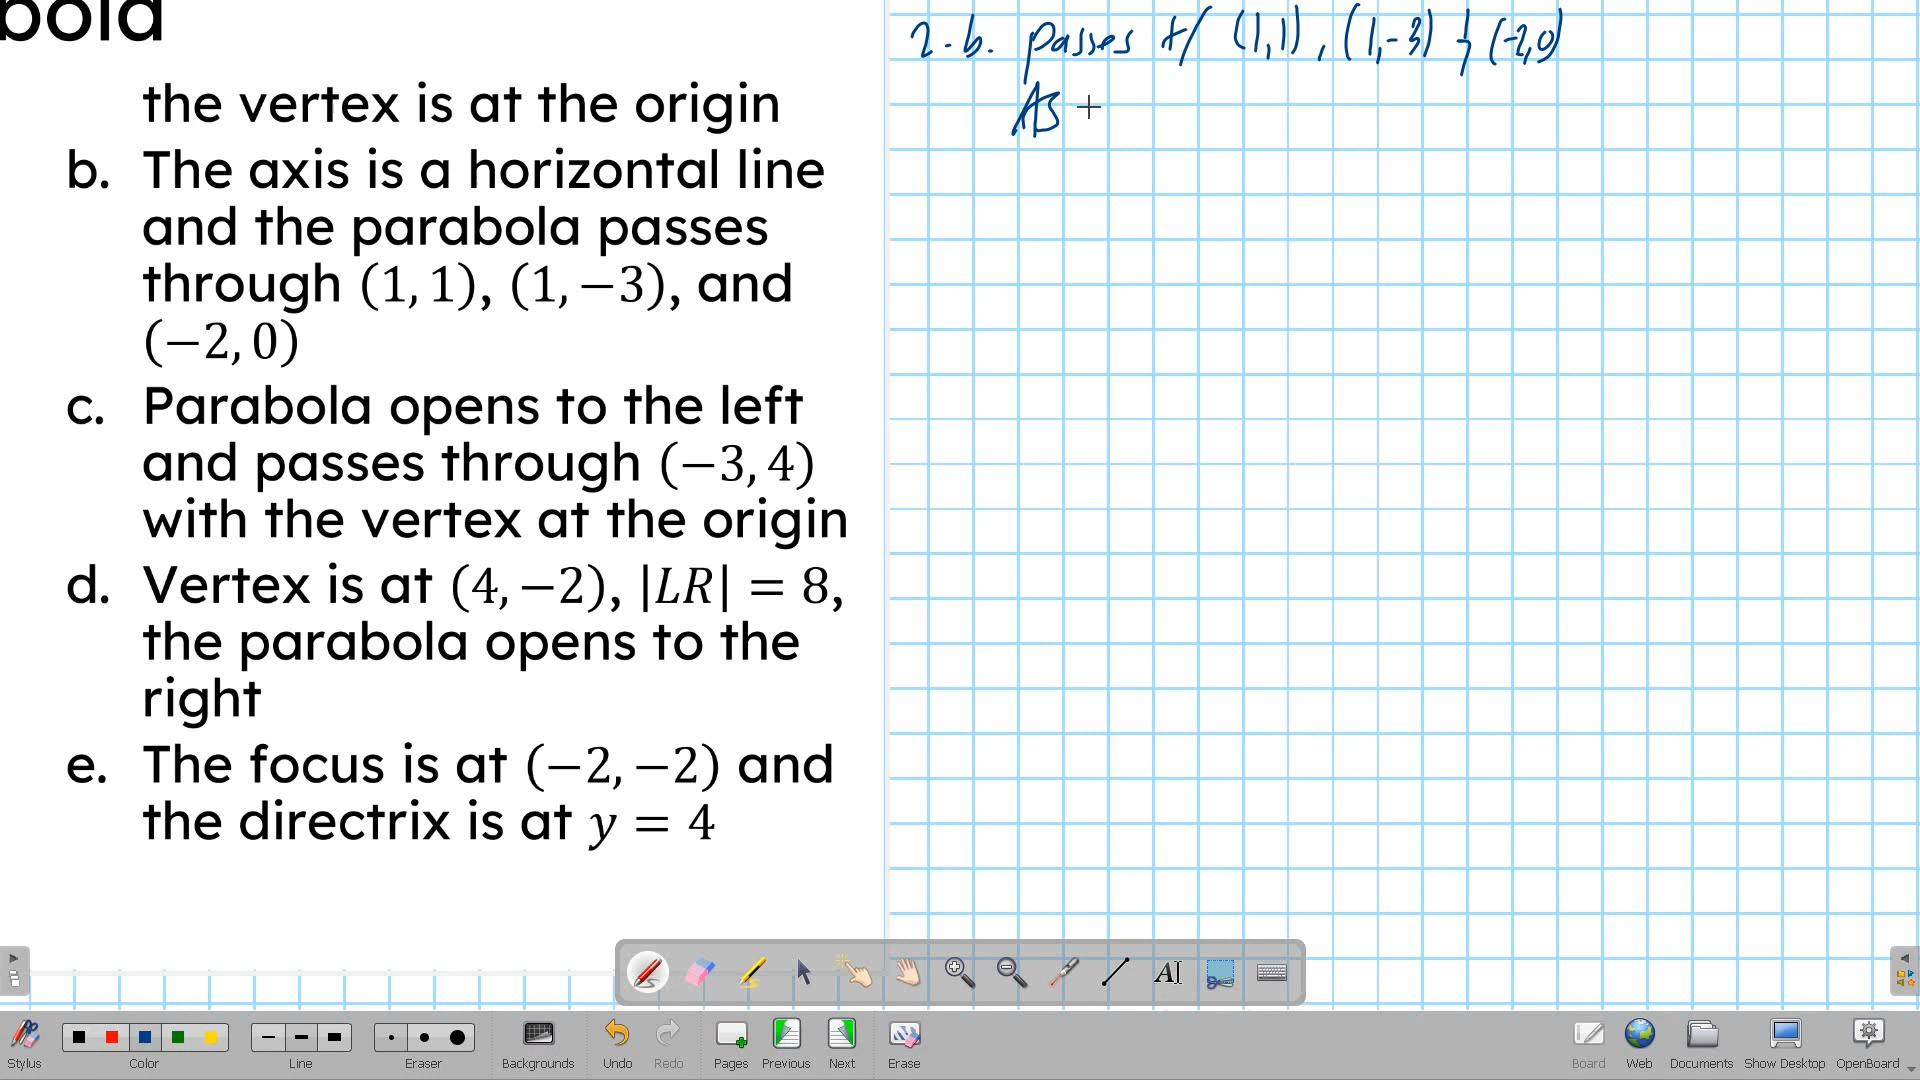 bola
the vertex is at the origin
b. The axis is a horizontal line
and the parabola passes
through (1, 1), (1, −3), and
(−2, 0)
c. Parabola opens to the left
and passes through (−3, 4)
with the vertex at the origin
d. Vertex is at (4, −2), |LR| = 8,
the parabola opens to the
right
e. The focus is at (−2, −2) and
the directrix is at y = 4
2.b. passes t/ (1,1), (1,-3) & (-2,0)
AS
Stylus Color Line Eraser Backgrounds Undo Redo Pages Previous Next Erase Board Web Documents Show Desktop OpenBoard